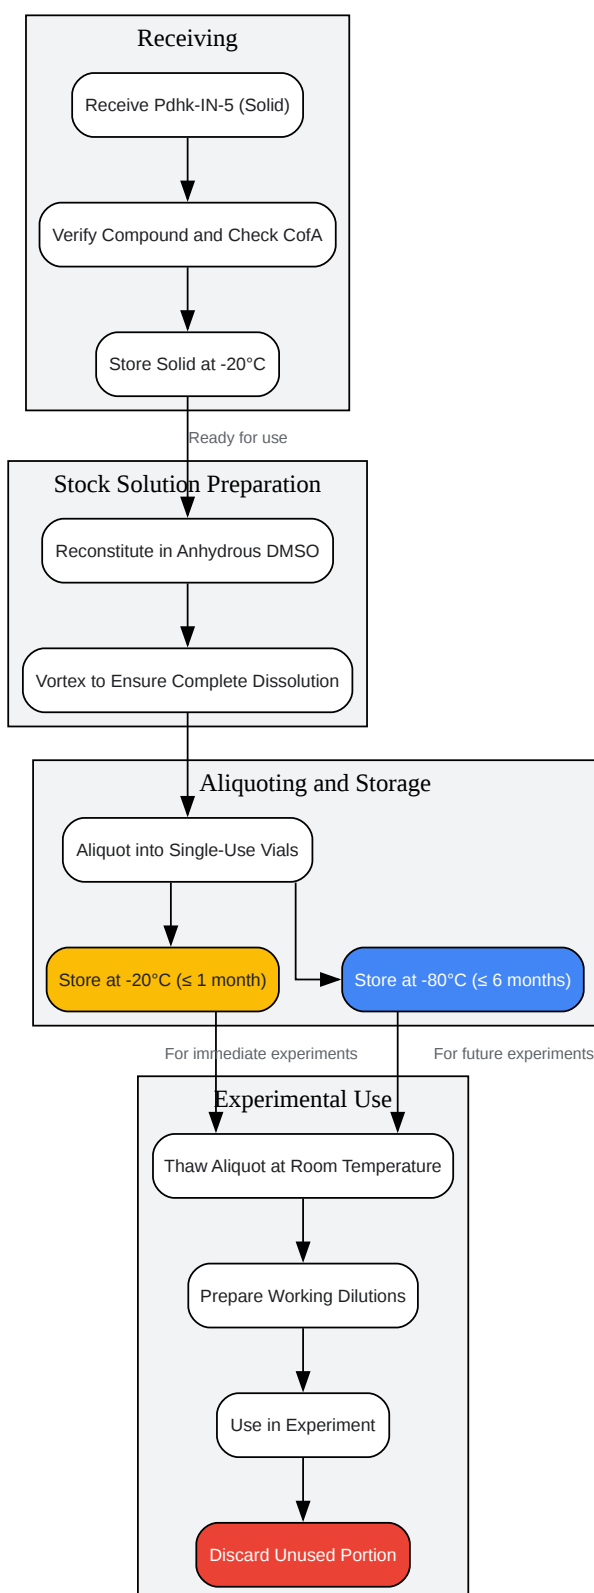 Receiving
Receive Pdhk-IN-5 (Solid)
Verify Compound and Check CofA
Store Solid at -20°C
Ready for use
Stock Solution Preparation
Reconstitute in Anhydrous DMSO
Vortex to Ensure Complete Dissolution
Aliquoting and Storage
Aliquot into Single-Use Vials
Store at -20°C (≤ 1 month)
Store at -80°C (≤ 6 months)
For immediate experiments
For future experiments
Experimental Use
Thaw Aliquot at Room Temperature
Prepare Working Dilutions
Use in Experiment
Discard Unused Portion